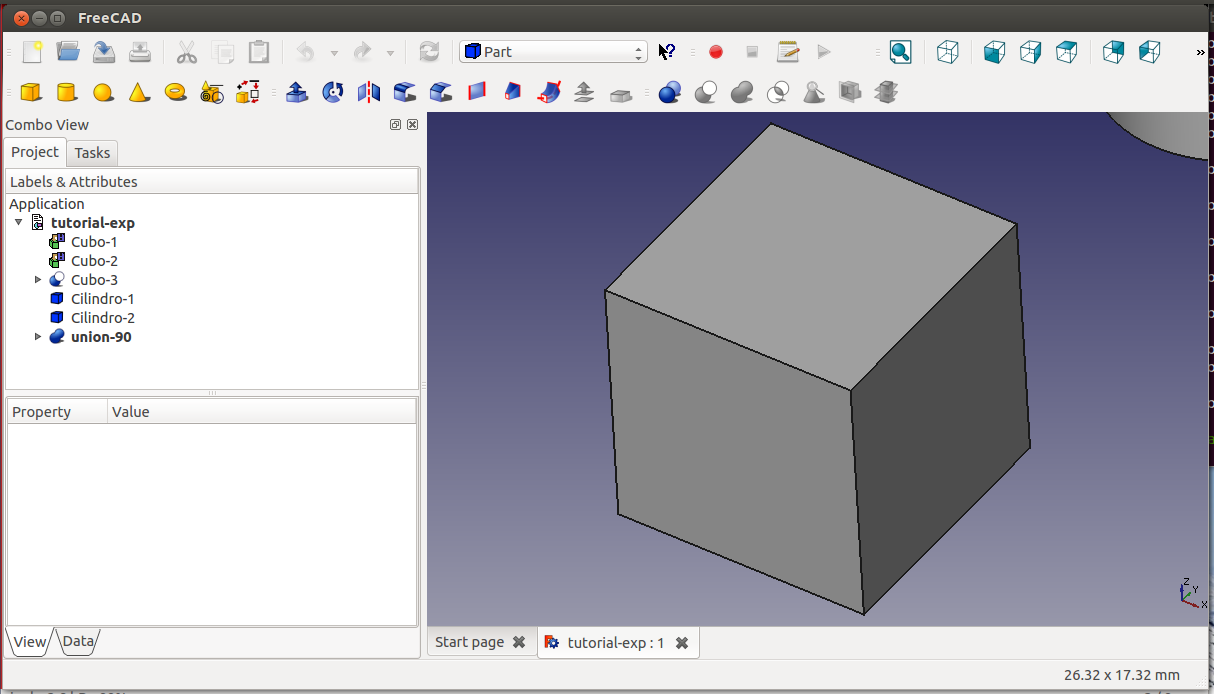 FreeCAD
Part
Combo View
Project Tasks
Labels & Attributes
Application
tutorial-exp
Cubo-1
Cubo-2
Cubo-3
Cilindro-1
Cilindro-2
union-90
Property Value
Z
Y
X
View Data
Start page tutorial-exp : 1
26.32 x 17.32 mm